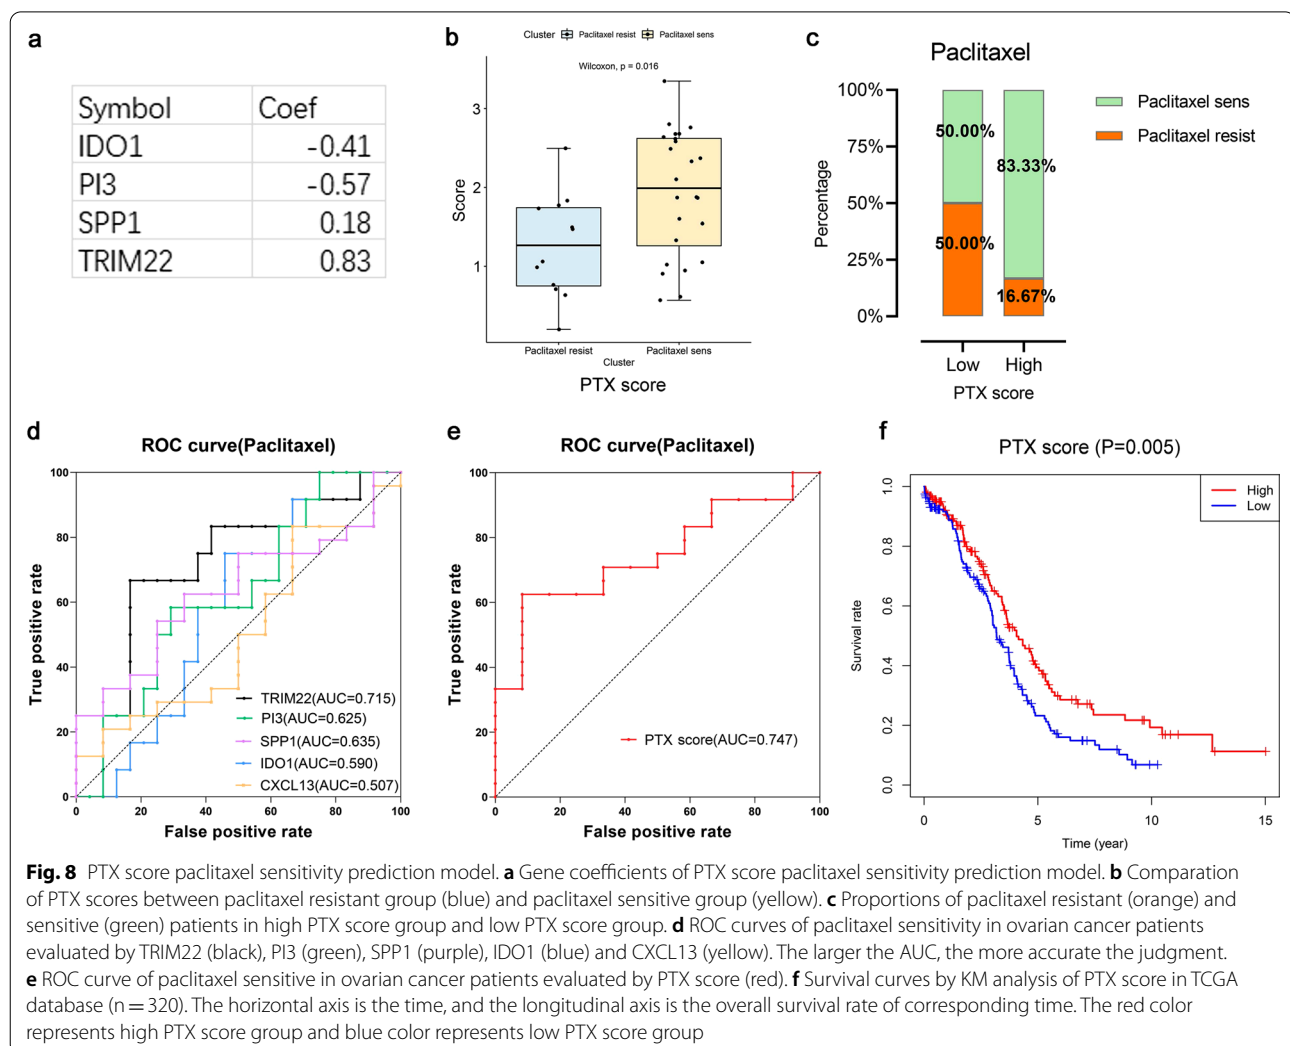 a
Symbol Coef
IDO1 -0.41
PI3 -0.57
SPP1 0.18
TRIM22 0.83
b
Cluster Paclitaxel resist Paclitaxel sens
Wilcoxon, p = 0.016
3
2
1
Score
Paclitaxel resist Paclitaxel sens
Cluster
PTX score
c
Paclitaxel
100%
75%
50%
25%
0%
Percentage
50.00%
83.33%
50.00%
16.67%
Paclitaxel sens
Paclitaxel resist
Low High
PTX score
d
ROC curve(Paclitaxel)
100
80
60
40
20
0
True positive rate
TRIM22(AUC=0.715)
PI3(AUC=0.625)
SPP1(AUC=0.635)
IDO1(AUC=0.590)
CXCL13(AUC=0.507)
0 20 40 60 80 100
False positive rate
e
ROC curve(Paclitaxel)
100
80
60
40
20
0
True positive rate
PTX score(AUC=0.747)
0 20 40 60 80 100
False positive rate
f
PTX score (P=0.005)
High
Low
1.0
0.8
0.6
0.4
0.2
0.0
Survival rate
0 5 10 15
Time (year)
Fig. 8 PTX score paclitaxel sensitivity prediction model. a Gene coefficients of PTX score paclitaxel sensitivity prediction model. b Comparation
of PTX scores between paclitaxel resistant group (blue) and paclitaxel sensitive group (yellow). c Proportions of paclitaxel resistant (orange) and
sensitive (green) patients in high PTX score group and low PTX score group. d ROC curves of paclitaxel sensitivity in ovarian cancer patients
evaluated by TRIM22 (black), PI3 (green), SPP1 (purple), IDO1 (blue) and CXCL13 (yellow). The larger the AUC, the more accurate the judgment.
e ROC curve of paclitaxel sensitive in ovarian cancer patients evaluated by PTX score (red). f Survival curves by KM analysis of PTX score in TCGA
database (n = 320). The horizontal axis is the time, and the longitudinal axis is the overall survival rate of corresponding time. The red color
represents high PTX score group and blue color represents low PTX score group